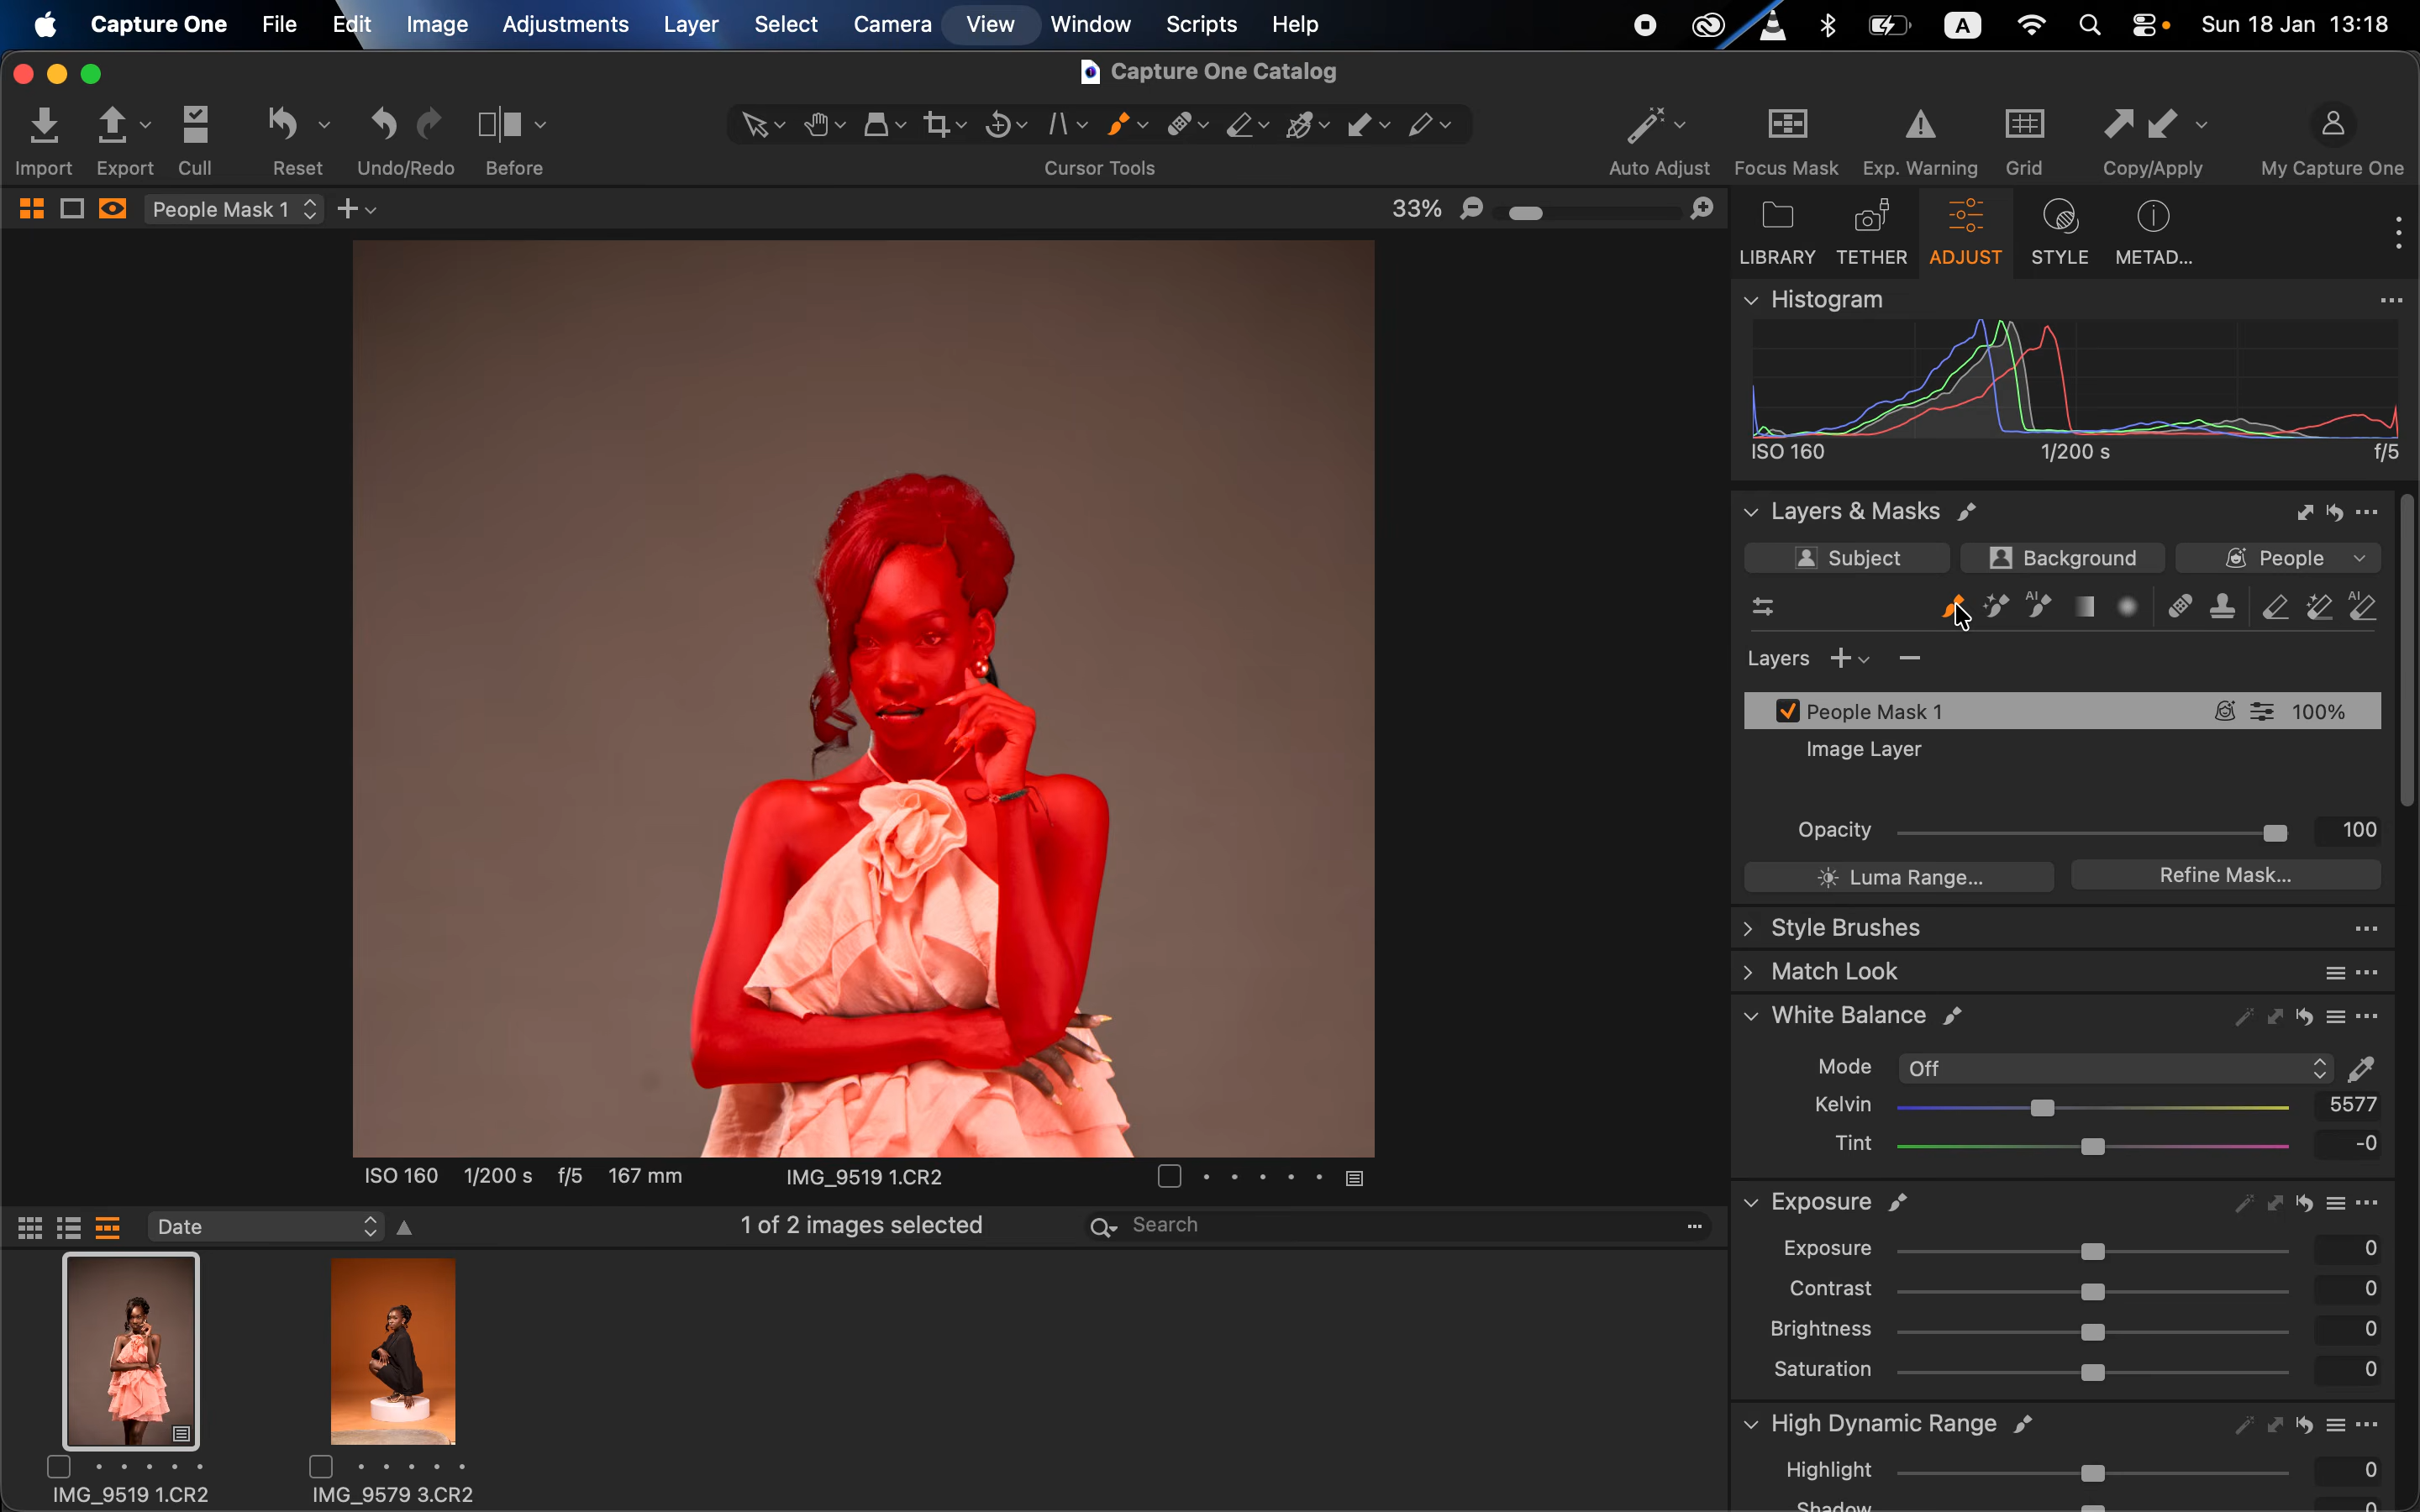 Capture One File Edit Image Adjustments Layer Select Camera View Window Scripts Help A Sun 18 Jan 13:18
Capture One Catalog
Import Export Cull Reset Undo/Redo Before Cursor Tools Auto Adjust Focus Mask Exp. Warning Grid Copy/Apply My Capture One
People Mask 1 33%
LIBRARY TETHER ADJUST STYLE METAD...
Histogram
ISO 160 1/200 s f/5
Layers & Masks
Subject Background People
AI AI
Layers
People Mask 1 100%
Image Layer
Opacity 100
Luma Range... Refine Mask...
Style Brushes
Match Look
White Balance
Mode Off
Kelvin 5577
Tint -0
Exposure
Exposure 0
Contrast 0
Brightness 0
Saturation 0
High Dynamic Range
Highlight 0
Shadow 0
ISO 160 1/200 s f/5 167 mm IMG_9519 1.CR2
Date 1 of 2 images selected Search
IMG_9519 1.CR2 IMG_9579 3.CR2